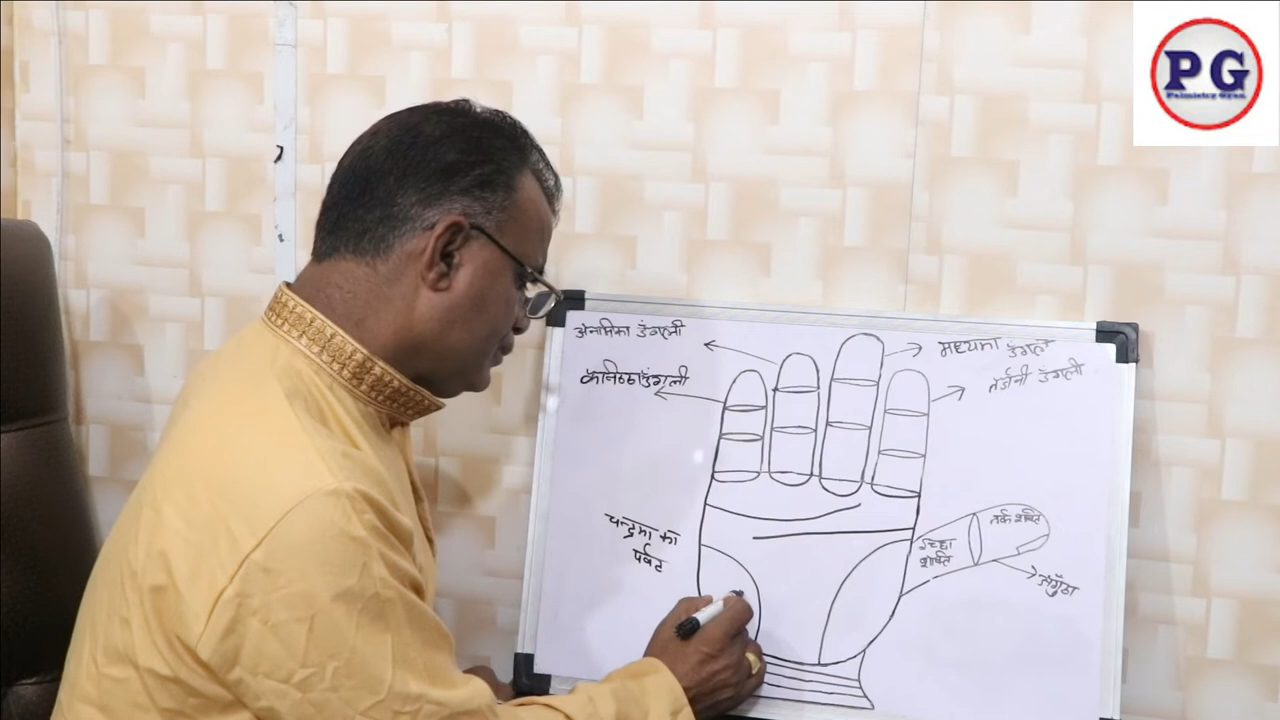 PG
Palmistry Gyan
अनामिका उंगली
मध्यमा उंगली
कनिष्ठा उंगली
तर्जनी उंगली
चन्द्रमा का
पर्वट
तर्क शक्ति
इच्छा
शक्ति
अँगुठा